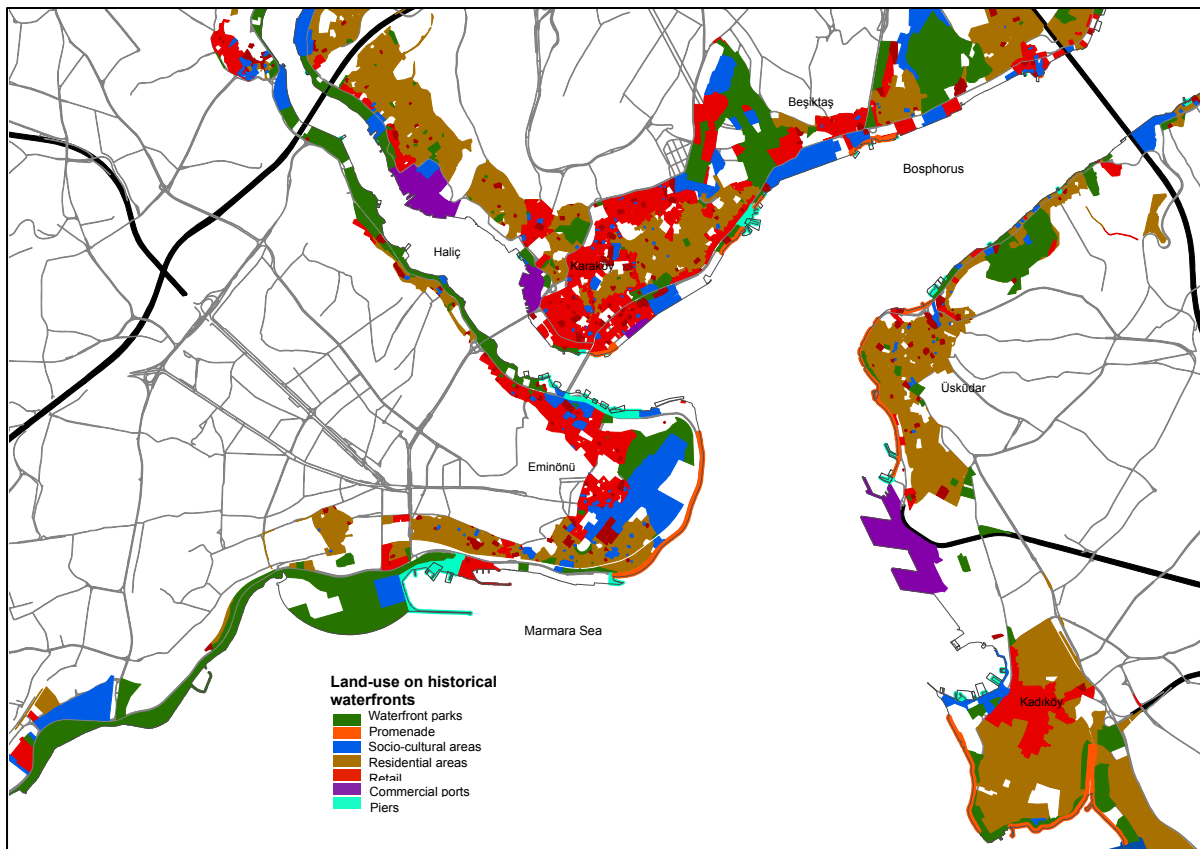 Beşiktaş
Bosphorus
Haliç
Karaköy
Üsküdar
Eminönü
Marmara Sea
Kadıköy
Land-use on historical
waterfronts
Waterfront parks
Promenade
Socio-cultural areas
Residential areas
Retail
Commercial ports
Piers